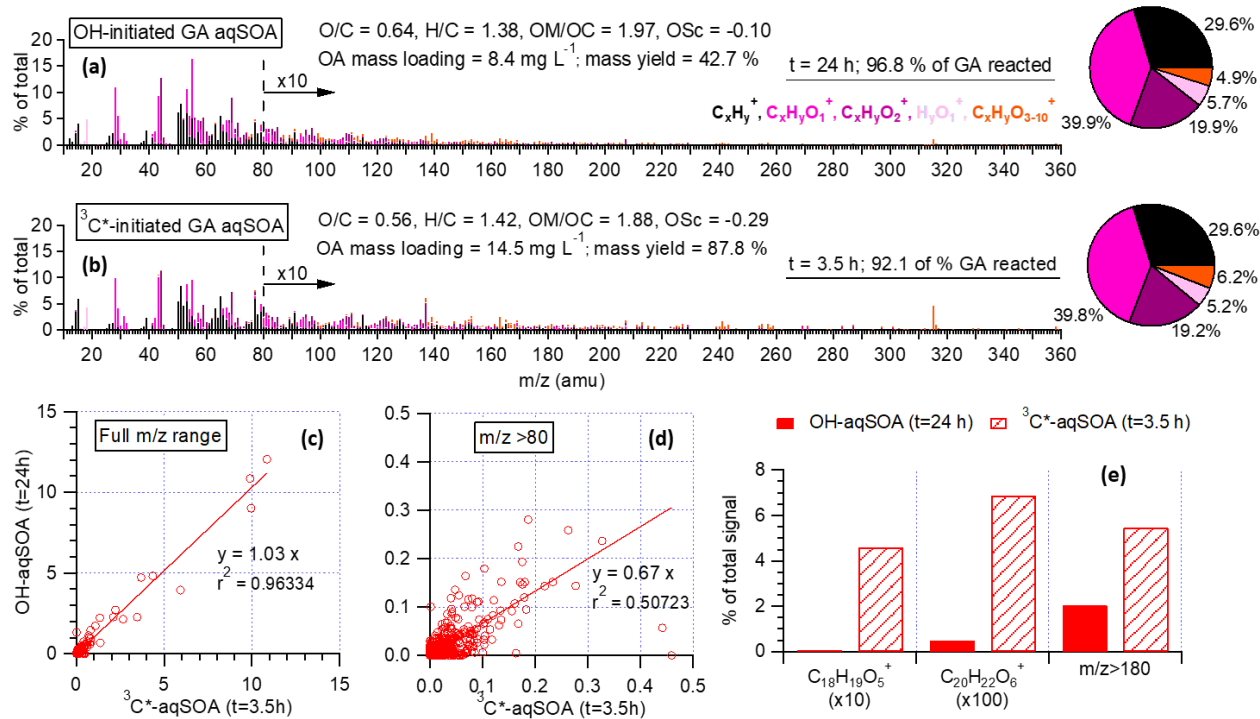 OH-initiated GA aqSOA
O/C = 0.64, H/C = 1.38, OM/OC = 1.97, OSc = -0.10
OA mass loading = 8.4 mg L⁻¹; mass yield = 42.7 %
(a)
x10
t = 24 h; 96.8 % of GA reacted
CxHy⁺, CxHyO₁⁺, CxHyO₂⁺, HyO₁⁺, CxHyO₃₋₁₀⁺
% of total
20
15
10
5
0
20 40 60 80 100 120 140 160 180 200 220 240 260 280 300 320 340 360
29.6%
4.9%
5.7%
19.9%
39.9%
³C*-initiated GA aqSOA
O/C = 0.56, H/C = 1.42, OM/OC = 1.88, OSc = -0.29
OA mass loading = 14.5 mg L⁻¹; mass yield = 87.8 %
(b)
x10
t = 3.5 h; 92.1 of % GA reacted
% of total
20
15
10
5
0
20 40 60 80 100 120 140 160 180 200 220 240 260 280 300 320 340 360
m/z (amu)
29.6%
6.2%
5.2%
19.2%
39.8%
Full m/z range
(c)
OH-aqSOA (t=24h)
15
10
5
0
y = 1.03 x
r² = 0.96334
0 5 10 15
³C*-aqSOA (t=3.5h)
m/z >80
(d)
0.5
0.4
0.3
0.2
0.1
0.0
y = 0.67 x
r² = 0.50723
0.0 0.1 0.2 0.3 0.4 0.5
³C*-aqSOA (t=3.5h)
OH-aqSOA (t=24 h) ³C*-aqSOA (t=3.5 h)
(e)
% of total signal
8
6
4
2
0
C₁₈H₁₉O₅⁺ C₂₀H₂₂O₆⁺ m/z>180
(x10) (x100)